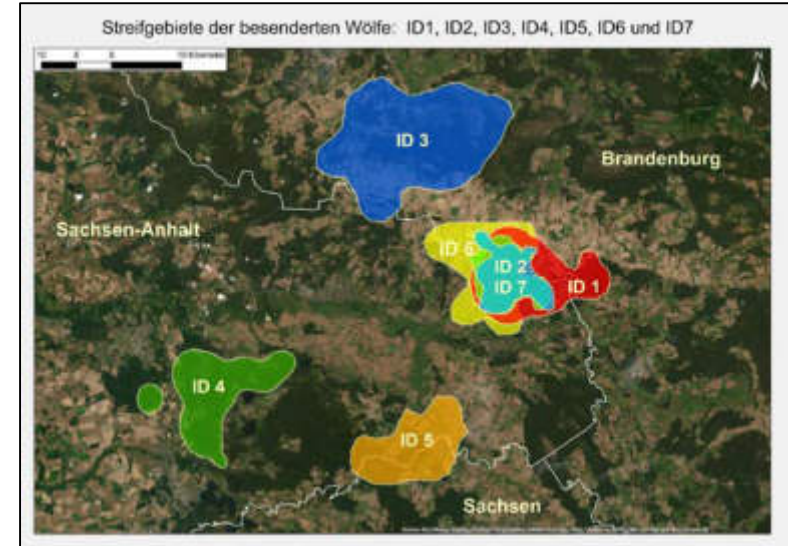 Streifgebiete der besenderten Wölfe: ID1, ID2, ID3, ID4, ID5, ID6 und ID7
N
ID 3
Brandenburg
Sachsen-Anhalt
ID 6
ID 2
ID 7
ID 1
ID 4
ID 5
Sachsen